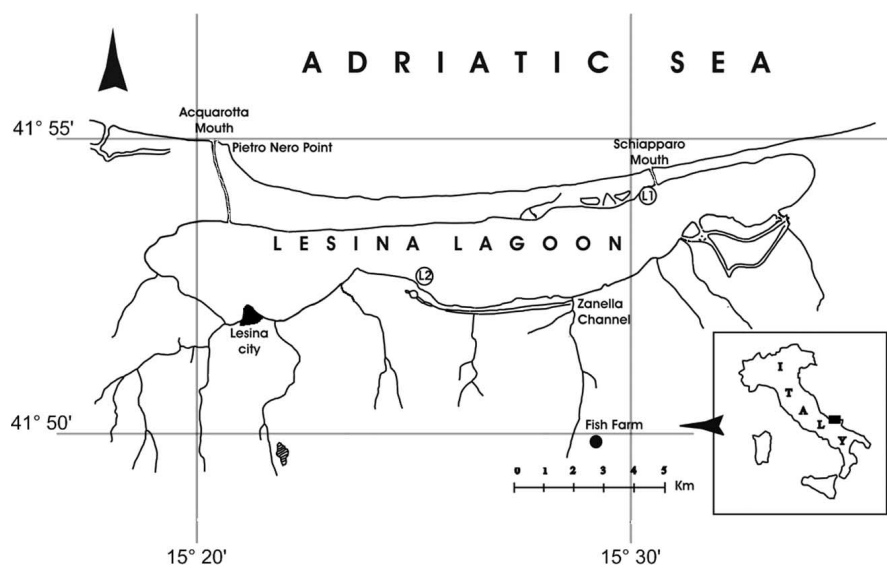 ADRIATIC SEA
Acquarotta
Mouth
41° 55'
Pietro Nero Point
Schiapparo
Mouth
L1
LESINA LAGOON
L2
Zanella
Channel
Lesina
city
I
T
A
L
Y
41° 50'
Fish Farm
0 1 2 3 4 5
Km
15° 20'
15° 30'